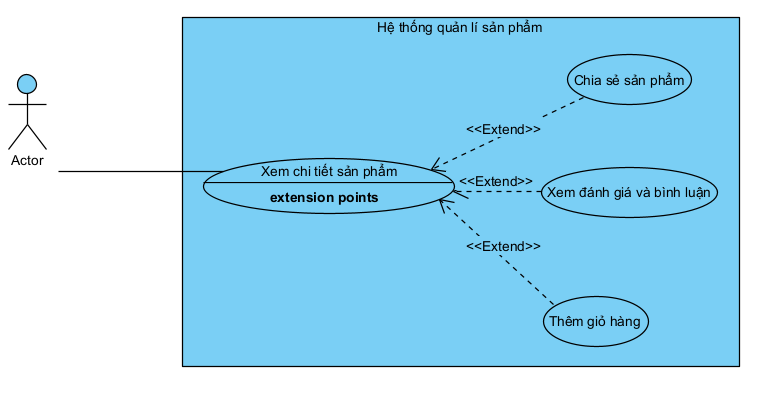 Hệ thống quản lí sản phẩm
Chia sẻ sản phẩm
<<Extend>>
Actor
Xem chi tiết sản phẩm
extension points
<<Extend>>
Xem đánh giá và bình luận
<<Extend>>
Thêm giỏ hàng